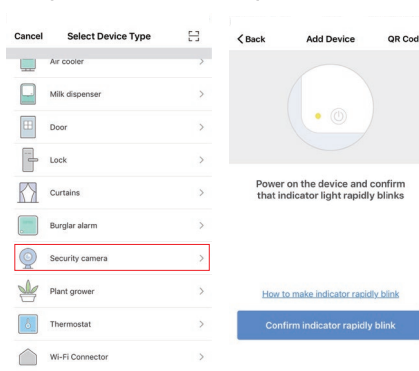 Cancel Select Device Type
Air cooler
Milk dispenser
Door
Lock
Curtains
Burglar alarm
Security camera
Plant grower
Thermostat
Wi-Fi Connector
Back Add Device QR Cod
Power on the device and confirm
that indicator light rapidly blinks
How to make indicator rapidly blink
Confirm indicator rapidly blink